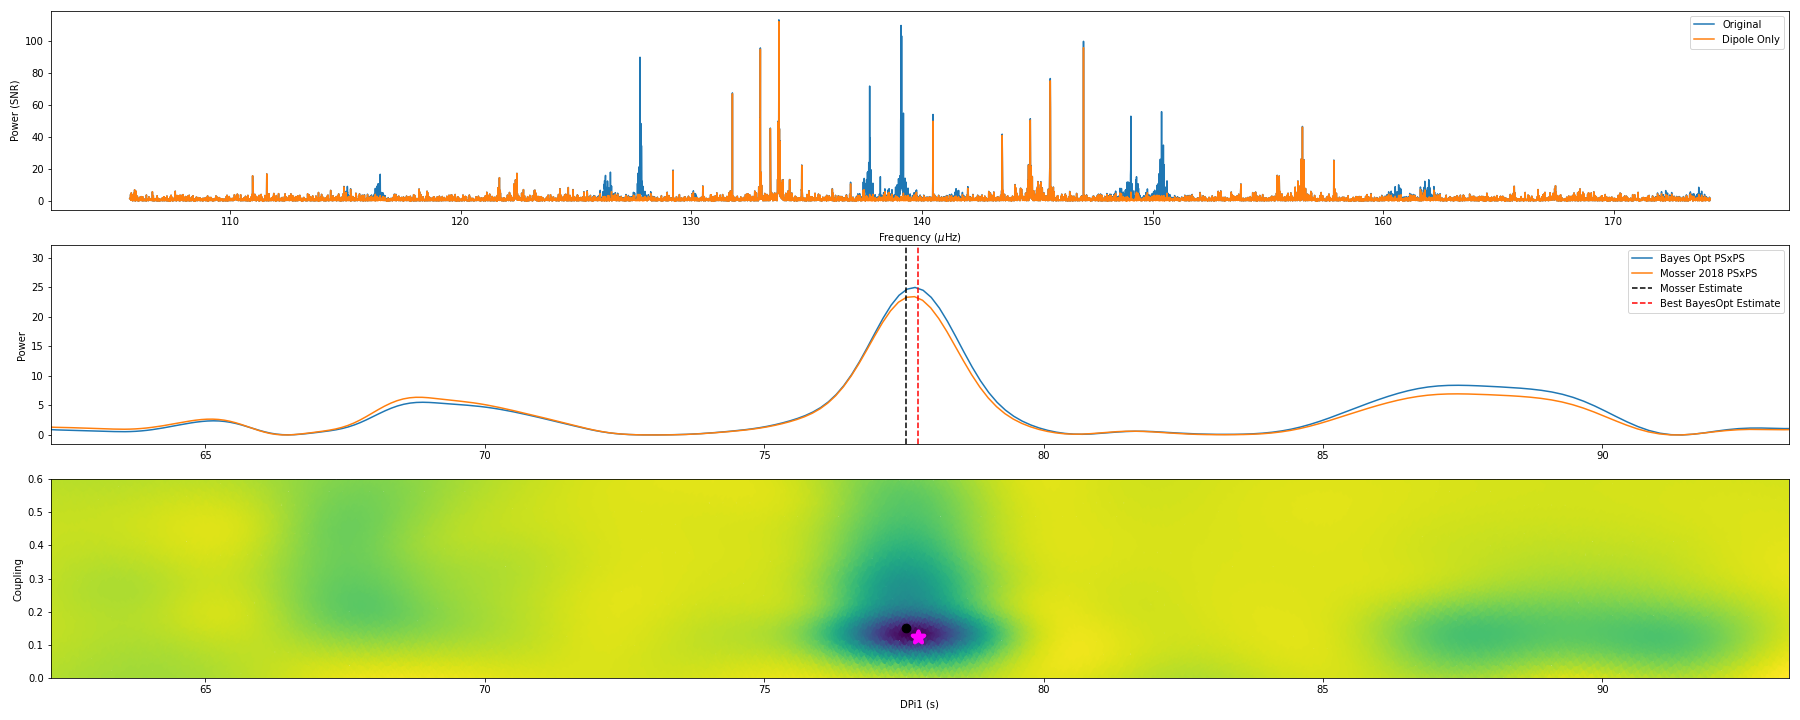 Power (SNR)
100
80
60
40
20
0
Original
Dipole Only
110 120 130 140 150 160 170
Frequency (μHz)
Power
30
25
20
15
10
5
0
Bayes Opt PSxPS
Mosser 2018 PSxPS
Mosser Estimate
Best BayesOpt Estimate
65 70 75 80 85 90
Coupling
0.6
0.5
0.4
0.3
0.2
0.1
0.0
65 70 75 80 85 90
DPi1 (s)